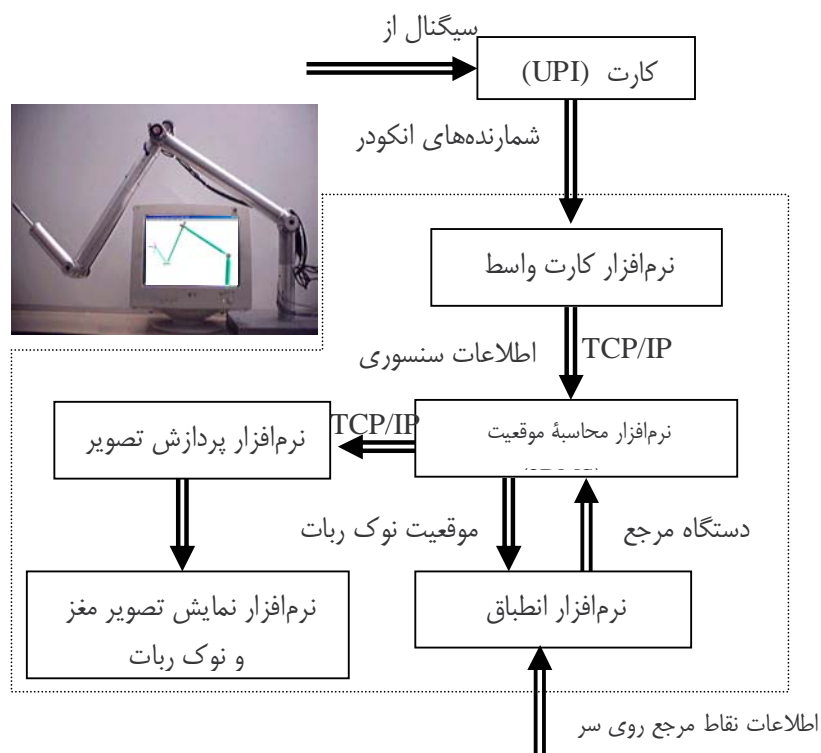 سیگنال از
کارت (UPI)
شمارنده‌های انکودر
نرم‌افزار کارت واسط
اطلاعات سنسوری
TCP/IP
نرم‌افزار محاسبهٔ موقعیت
TCP/IP
نرم‌افزار پردازش تصویر
موقعیت نوک ربات
دستگاه مرجع
نرم‌افزار انطباق
نرم‌افزار نمایش تصویر مغز
و نوک ربات
اطلاعات نقاط مرجع روی سر